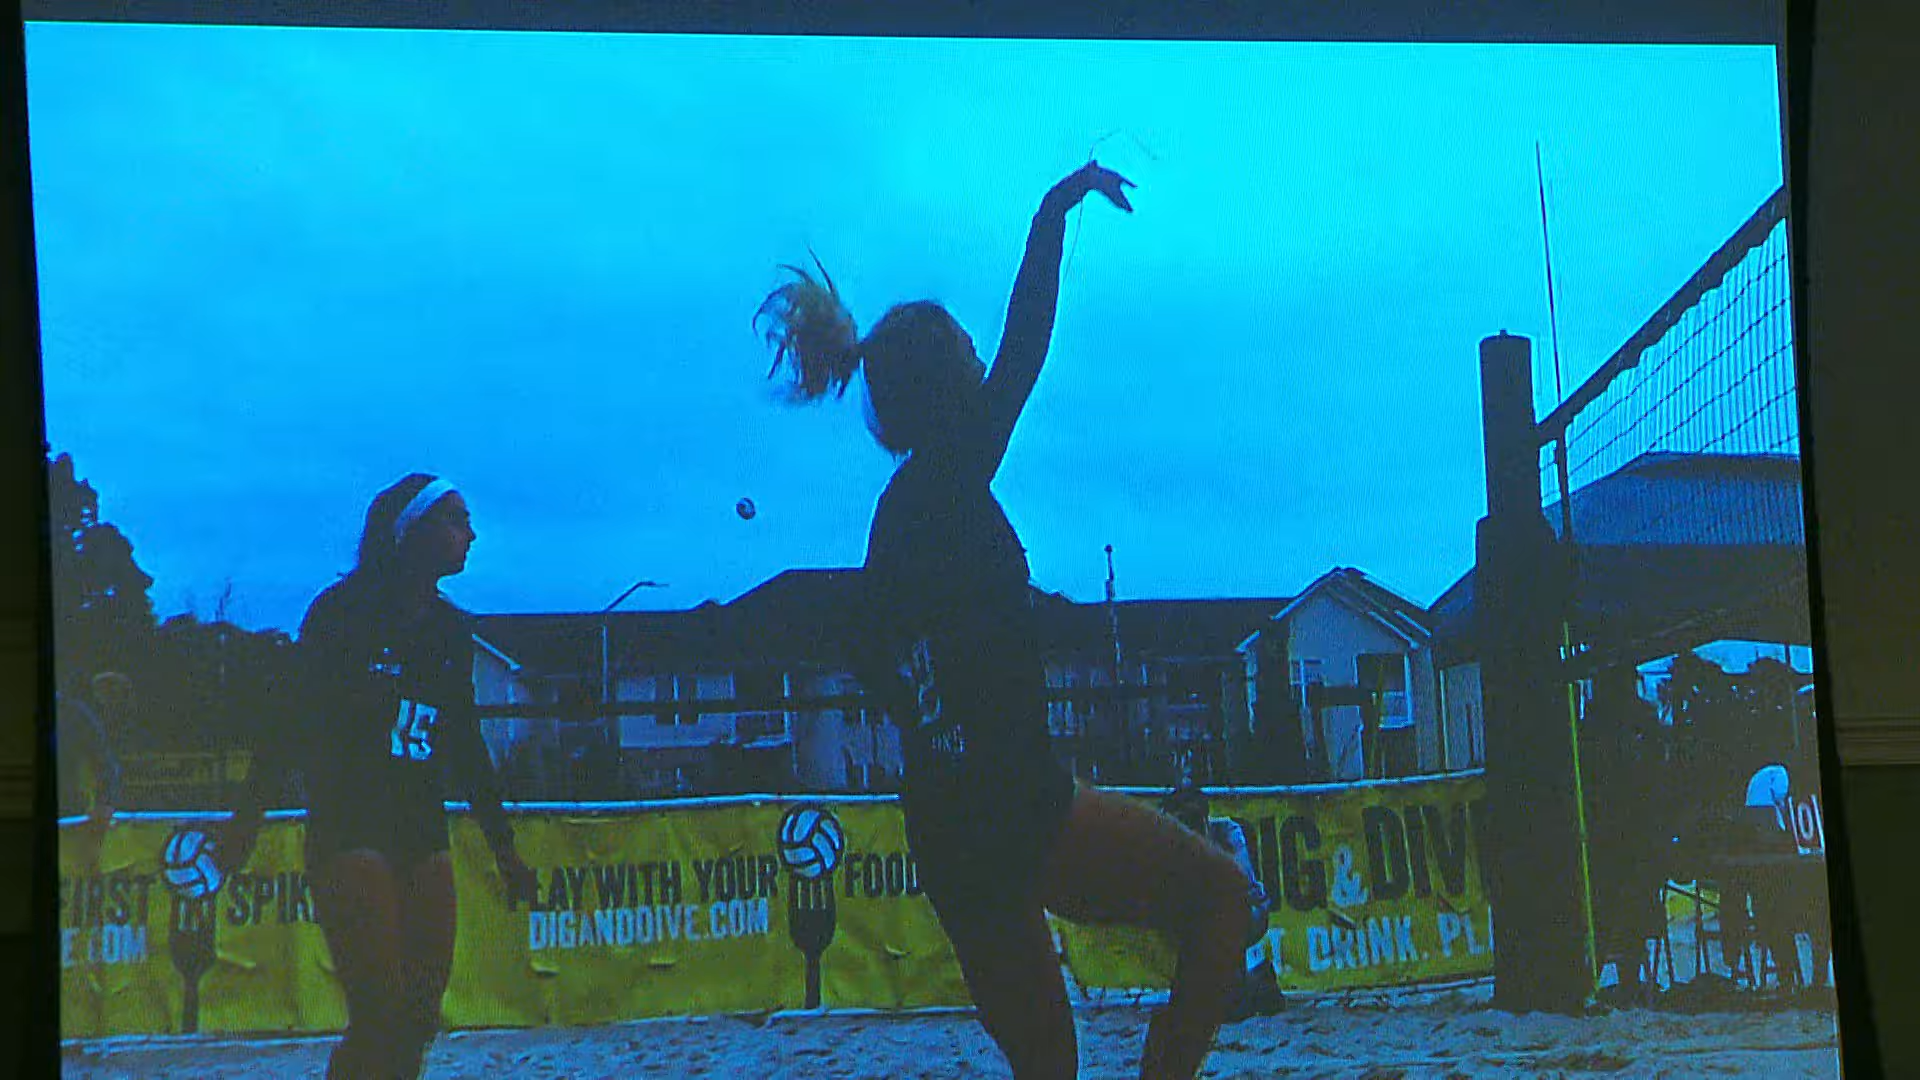 15
FIRST
SPIK
E.COM
PLAY WITH YOUR
FOOD
DIGANDDIVE.COM
DIG & DIV
T. DRINK. PL